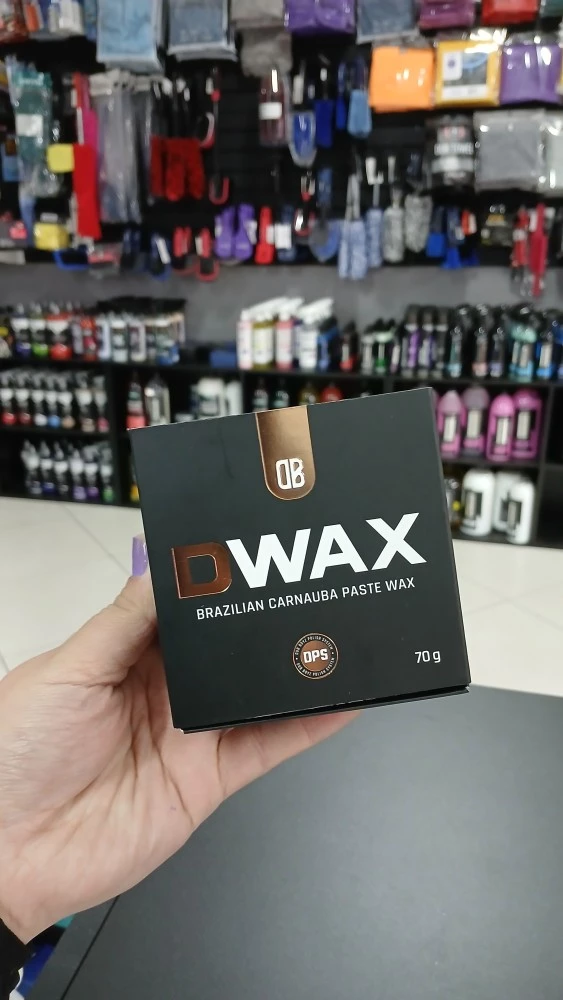 DB
DWAX
BRAZILIAN CARNAUBA PASTE WAX
DPS
70 g